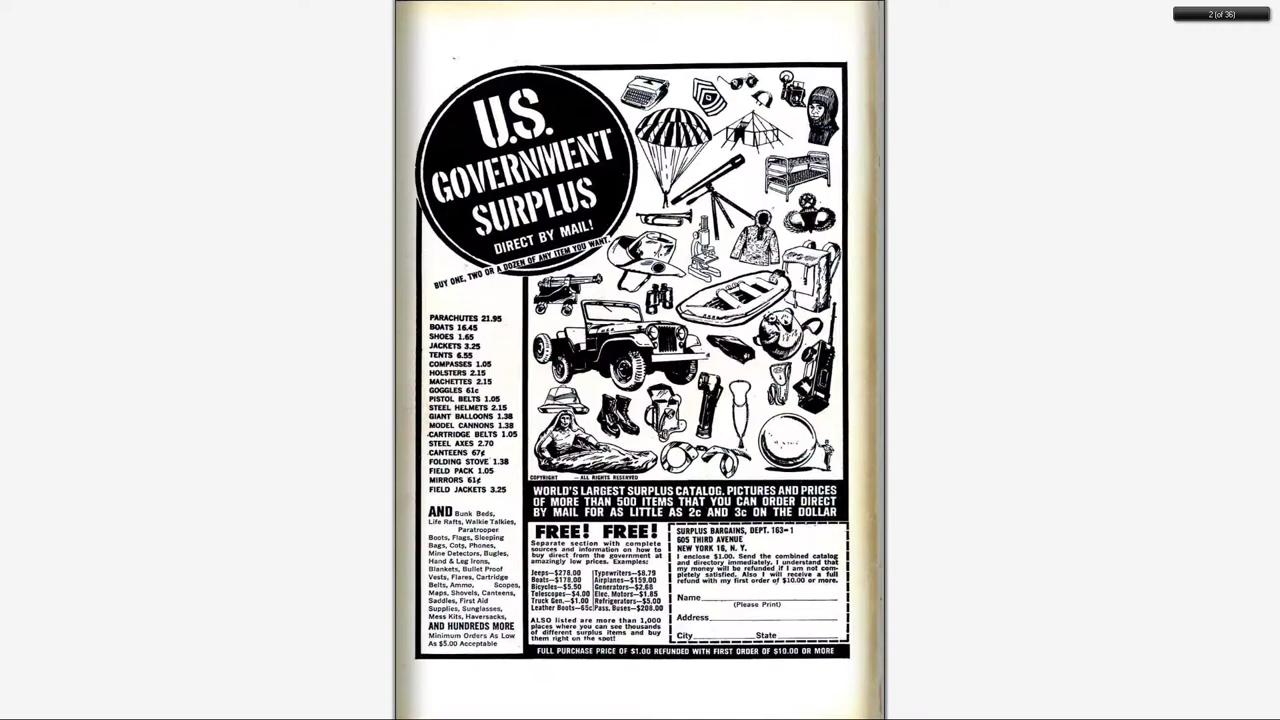 2 (of 36)
U.S.
GOVERNMENT
SURPLUS
DIRECT BY MAIL!
BUY ONE, TWO OR A DOZEN OF ANY ITEM YOU WANT.
PARACHUTES 21.95
BOATS 16.45
SHOES 1.65
JACKETS 3.25
TENTS 6.55
COMPASSES 1.05
HOLSTERS 2.15
MACHETTES 2.15
GOGGLES 61c
PISTOL BELTS 1.05
STEEL HELMETS 2.15
GIANT BALLOONS 1.38
MODEL CANNONS 1.38
CARTRIDGE BELTS 1.05
STEEL AXES 2.70
CANTEENS 67¢
FOLDING STOVE 1.38
FIELD PACK 1.05
MIRRORS 61¢
FIELD JACKETS 3.25
AND Bunk Beds,
Life Rafts, Walkie Talkies,
Paratrooper
Boots, Flags, Sleeping
Bags, Cots, Phones,
Mine Detectors, Bugles,
Hand & Leg Irons,
Blankets, Bullet Proof
Vests, Flares, Cartridge
Belts, Ammo, Scopes,
Maps, Shovels, Canteens,
Saddles, First Aid
Supplies, Sunglasses,
Mess Kits, Haversacks,
AND HUNDREDS MORE
Minimum Orders As Low
As $5.00 Acceptable
COPYRIGHT — ALL RIGHTS RESERVED
WORLD'S LARGEST SURPLUS CATALOG. PICTURES AND PRICES
OF MORE THAN 500 ITEMS THAT YOU CAN ORDER DIRECT
BY MAIL FOR AS LITTLE AS 2c AND 3c ON THE DOLLAR
FREE! FREE!
Separate section with complete
sources and information on how to
buy direct from the government at
amazingly low prices. Examples:
Jeeps—$278.00 Typewriters—$8.79
Boats—$178.00 Airplanes—$159.00
Bicycles—$5.50 Generators—$2.68
Telescopes—$4.00 Elec. Motors—$1.85
Truck Gen.—$1.00 Refrigerators—$5.00
Leather Boots—65c Pass. Buses—$208.00
ALSO listed are more than 1,000
places where you can see thousands
of different surplus items and buy
them right on the spot!
SURPLUS BARGAINS, DEPT. 163-1
605 THIRD AVENUE
NEW YORK 16, N. Y.
I enclose $1.00. Send the combined catalog
and directory immediately. I understand that
my money will be refunded if I am not com-
pletely satisfied. Also I will receive a full
refund with my first order of $10.00 or more.
Name
(Please Print)
Address
City State
FULL PURCHASE PRICE OF $1.00 REFUNDED WITH FIRST ORDER OF $10.00 OR MORE